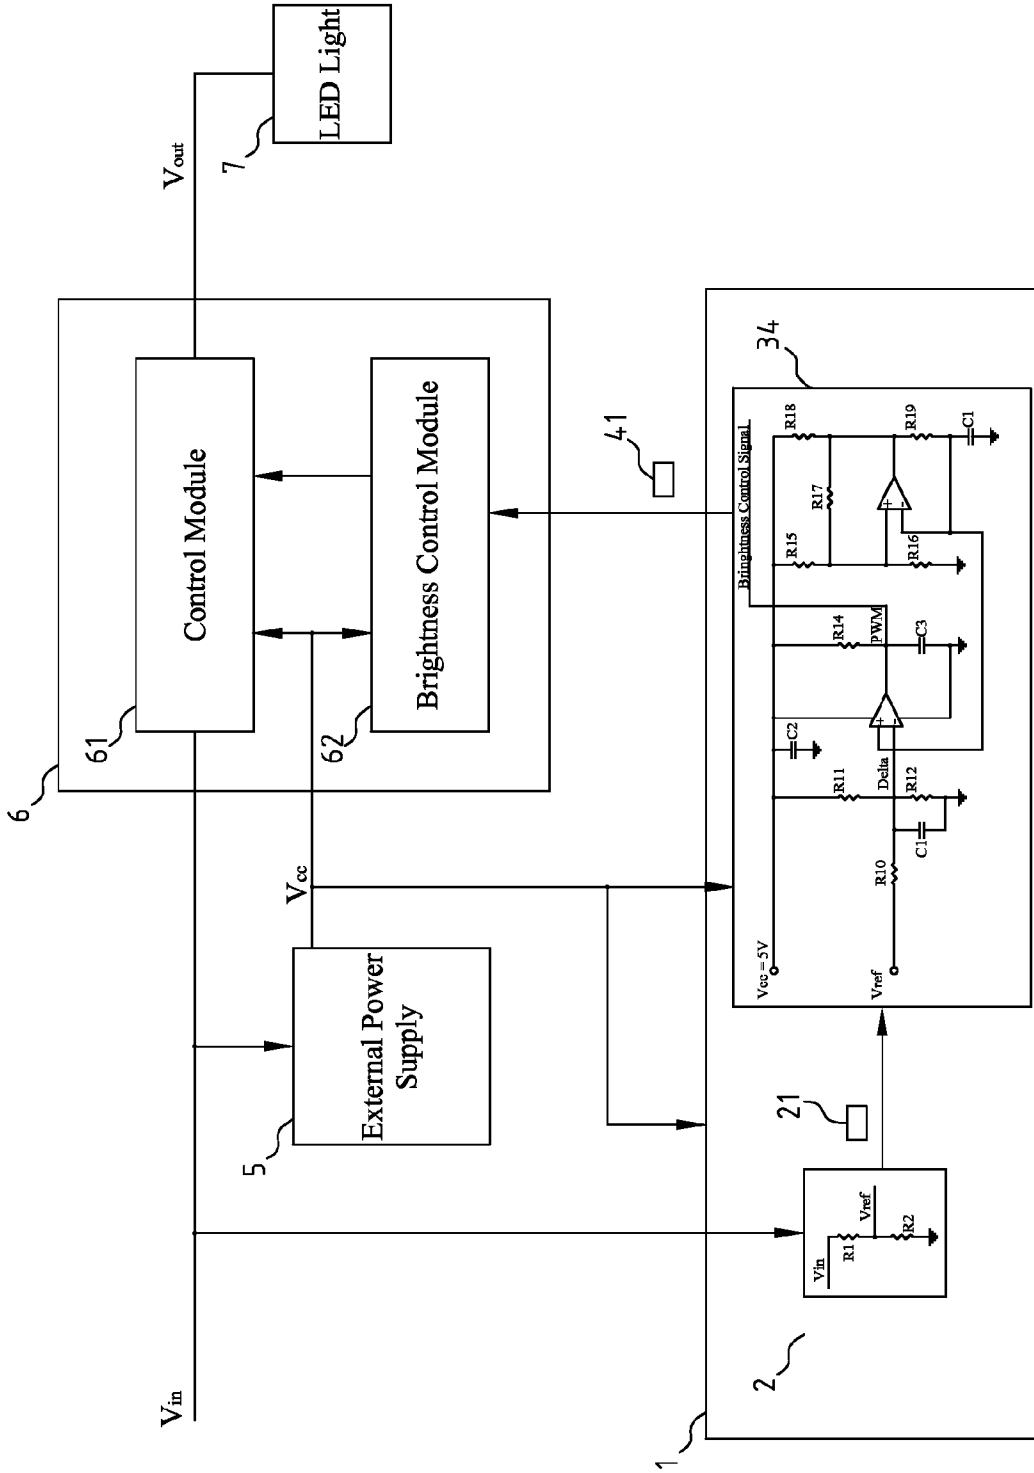 Vin
Vout
LED Light
7
6
61
Control Module
62
Brightness Control Module
Vcc
5
External Power
Supply
41
1
2
Vin
R1
Vref
R2
21
34
Bringhtness Control Signal
Vcc = 5V
Vref
R10
C1
R11
Delta
R12
C2
+
-
R14
PWM
C3
R15
R16
R17
+
-
R18
R19
C1